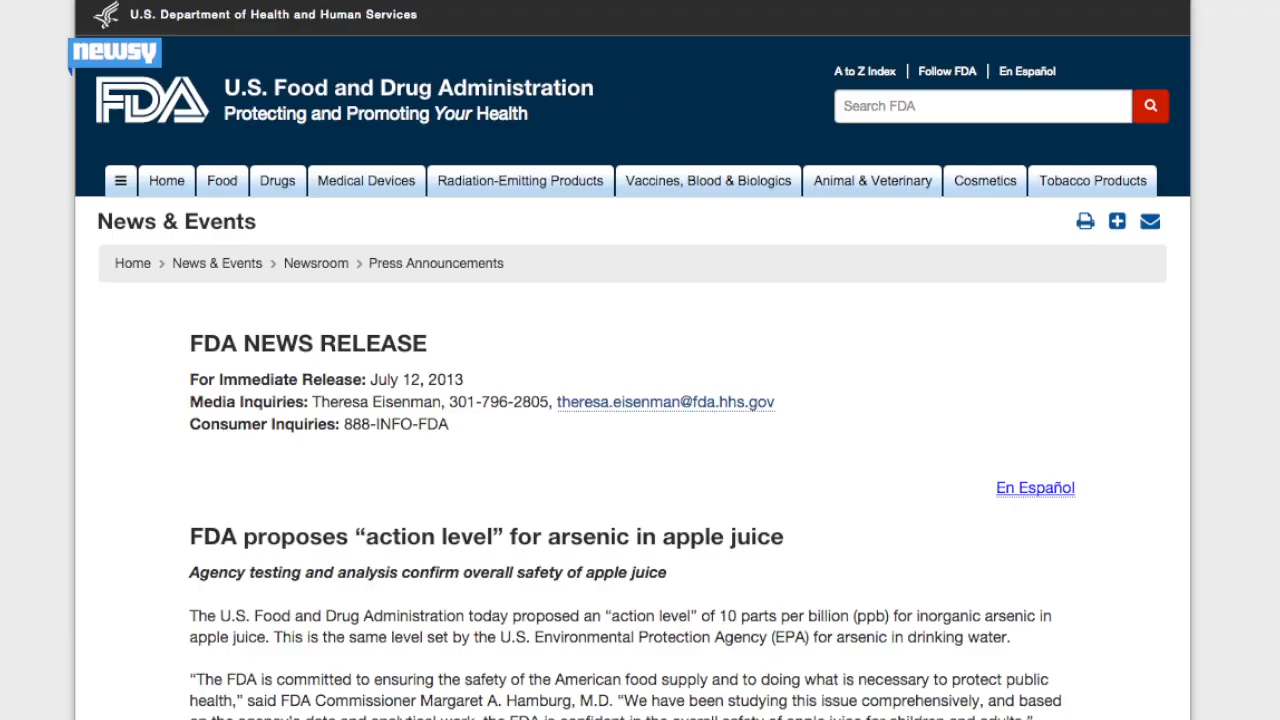 U.S. Department of Health and Human Services
newsy
FDA
U.S. Food and Drug Administration
Protecting and Promoting Your Health
A to Z Index | Follow FDA | En Español
Search FDA
Home Food Drugs Medical Devices Radiation-Emitting Products Vaccines, Blood & Biologics Animal & Veterinary Cosmetics Tobacco Products
News & Events
Home > News & Events > Newsroom > Press Announcements
FDA NEWS RELEASE
For Immediate Release: July 12, 2013
Media Inquiries: Theresa Eisenman, 301-796-2805, theresa.eisenman@fda.hhs.gov
Consumer Inquiries: 888-INFO-FDA
En Español
FDA proposes “action level” for arsenic in apple juice
Agency testing and analysis confirm overall safety of apple juice
The U.S. Food and Drug Administration today proposed an “action level” of 10 parts per billion (ppb) for inorganic arsenic in
apple juice. This is the same level set by the U.S. Environmental Protection Agency (EPA) for arsenic in drinking water.
“The FDA is committed to ensuring the safety of the American food supply and to doing what is necessary to protect public
health,” said FDA Commissioner Margaret A. Hamburg, M.D. “We have been studying this issue comprehensively, and based
on the agency’s data and analytical work, the FDA is confident in the overall safety of apple juice for children and adults.”